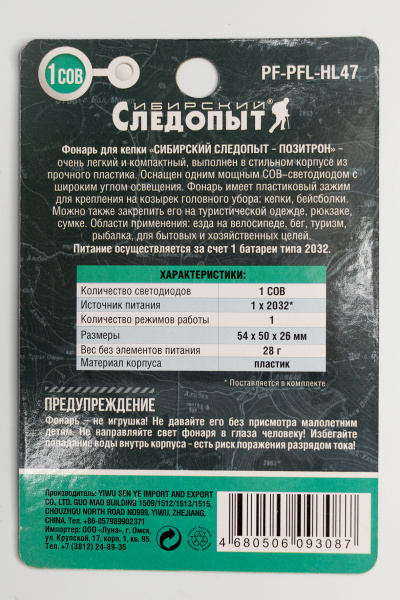 1 COB
PF-PFL-HL47
СИБИРСКИЙ
СЛЕДОПЫТ
Фонарь для кепки «СИБИРСКИЙ СЛЕДОПЫТ - ПОЗИТРОН» -
очень легкий и компактный, выполнен в стильном корпусе из
прочного пластика. Оснащен одним мощным COB-светодиодом с
широким углом освещения. Фонарь имеет пластиковый зажим
для крепления на козырек головного убора: кепки, бейсболки.
Можно также закрепить его на туристической одежде, рюкзаке,
сумке. Области применения: езда на велосипеде, бег, туризм,
рыбалка, для бытовых и хозяйственных целей.
Питание осуществляется за счет 1 батареи типа 2032.
ХАРАКТЕРИСТИКИ:
Количество светодиодов 1 COB
Источник питания 1 x 2032*
Количество режимов работы 1
Размеры 54 x 50 x 26 мм
Вес без элементов питания 28 г
Материал корпуса пластик
* Поставляется в комплекте
ПРЕДУПРЕЖДЕНИЕ
Фонарь – не игрушка! Не давайте его без присмотра малолетним
детям. Не направляйте свет фонаря в глаза человеку! Избегайте
попадание воды внутрь корпуса - есть риск поражения разрядом тока!
Производитель: YIWU SEN YE IMPORT AND EXPORT
CO., LTD. GUO MAO BUILDING 1509/1512/1513/1515,
CHOUZHOU NORTH ROAD NO999, YIWU, ZHEJIANG,
CHINA. Тел. +86-057989902371
Импортер: ООО «Луна», г. Омск,
ул. Крупской, 17, корп. 1, кв. 95.
Тел. +7 (3812) 24-89-35
4 680506 093087